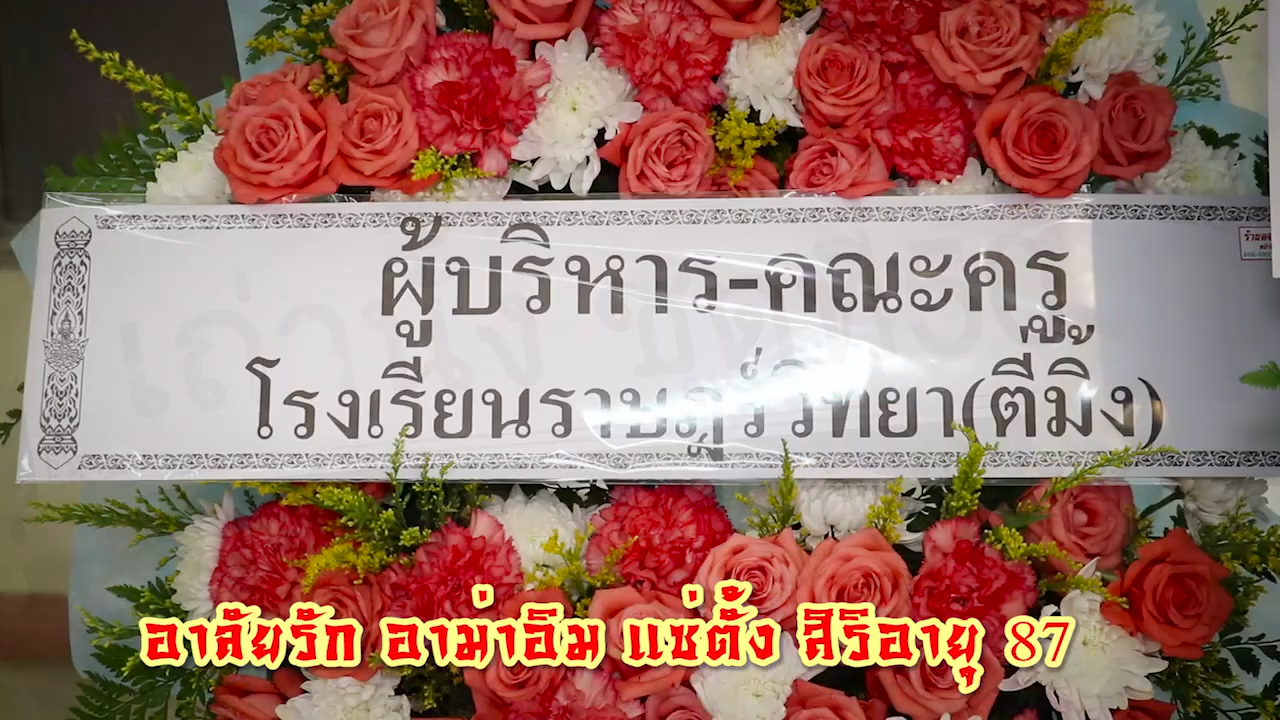 ผู้บริหาร-คณะครู
โรงเรียนราษฎร์วิทยา(ตี่มิ้ง)
อาลัยรัก อาม่าอิม แซ่ตั้ง สิริอายุ 87